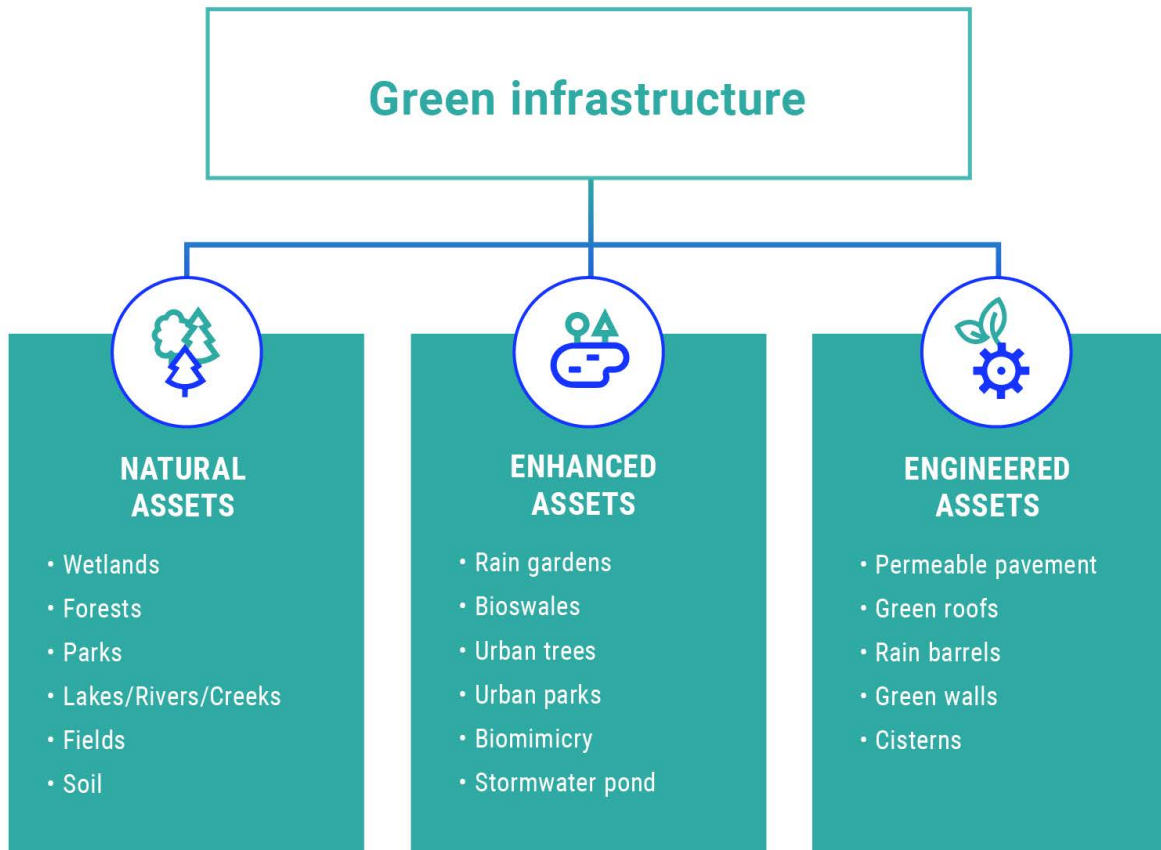 Green infrastructure
NATURAL
ASSETS
• Wetlands
• Forests
• Parks
• Lakes/Rivers/Creeks
• Fields
• Soil
ENHANCED
ASSETS
• Rain gardens
• Bioswales
• Urban trees
• Urban parks
• Biomimicry
• Stormwater pond
ENGINEERED
ASSETS
• Permeable pavement
• Green roofs
• Rain barrels
• Green walls
• Cisterns